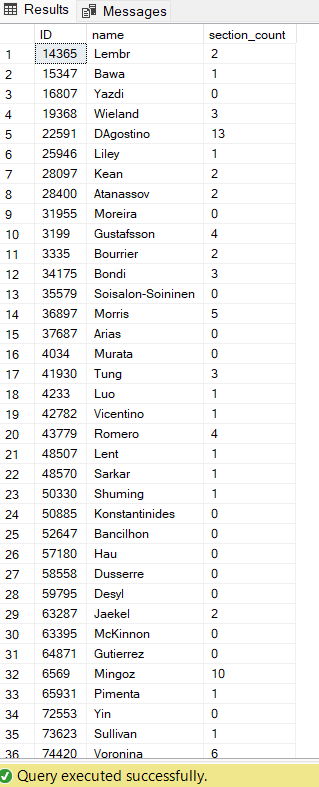 Results Messages
ID name section_count
1 14365 Lembr 2
2 15347 Bawa 1
3 16807 Yazdi 0
4 19368 Wieland 3
5 22591 DAgostino 13
6 25946 Liley 1
7 28097 Kean 2
8 28400 Atanassov 2
9 31955 Moreira 0
10 3199 Gustafsson 4
11 3335 Bourrier 2
12 34175 Bondi 3
13 35579 Soisalon-Soininen 0
14 36897 Morris 5
15 37687 Arias 0
16 4034 Murata 0
17 41930 Tung 3
18 4233 Luo 1
19 42782 Vicentino 1
20 43779 Romero 4
21 48507 Lent 1
22 48570 Sarkar 1
23 50330 Shuming 1
24 50885 Konstantinides 0
25 52647 Bancilhon 0
26 57180 Hau 0
27 58558 Dusserre 0
28 59795 Desyl 0
29 63287 Jaekel 2
30 63395 McKinnon 0
31 64871 Gutierrez 0
32 6569 Mingoz 10
33 65931 Pimenta 1
34 72553 Yin 0
35 73623 Sullivan 1
36 74420 Voronina 6
Query executed successfully.